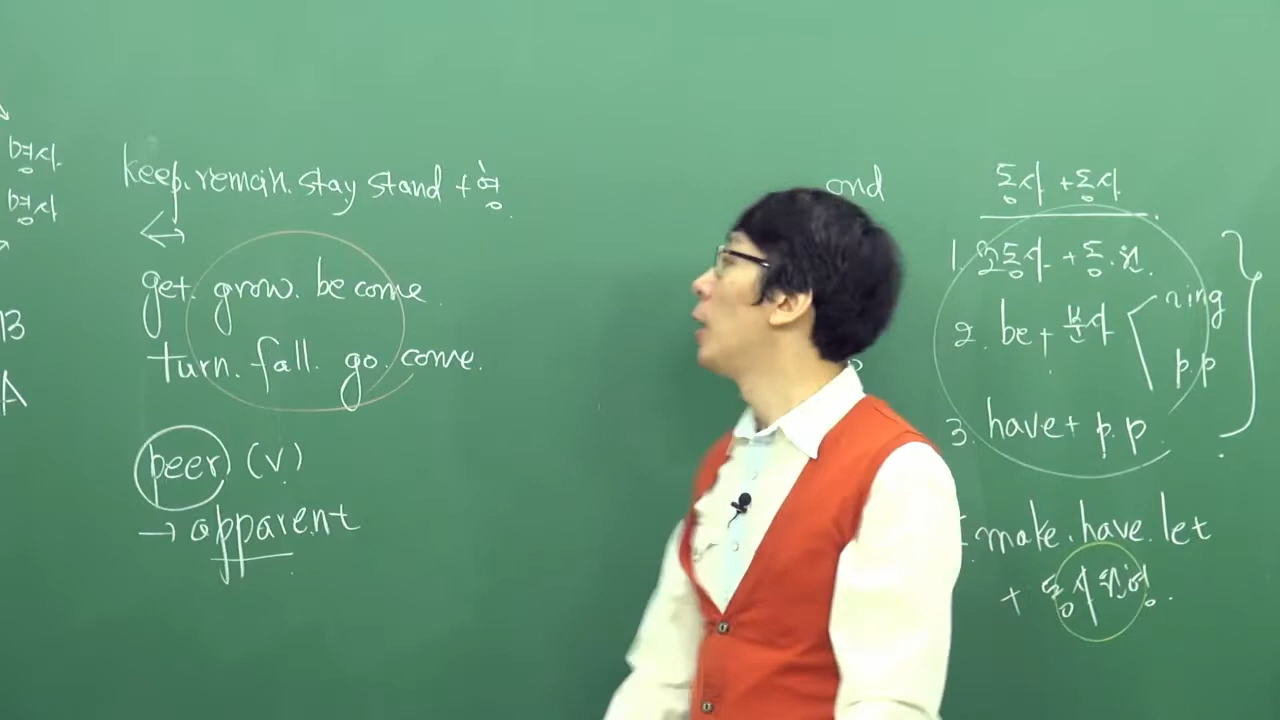 명사.
명사.
B
A
keep. remain. stay stand + 형.
get. grow. become.
turn. fall. go. come.
peer (v)
→ apparent
and
동사 + 동사.
1. 조동사 + 동.원.
2. be + 분사 < ~ing
p.p
3. have + p.p.
make. have. let
+ 동사원형.